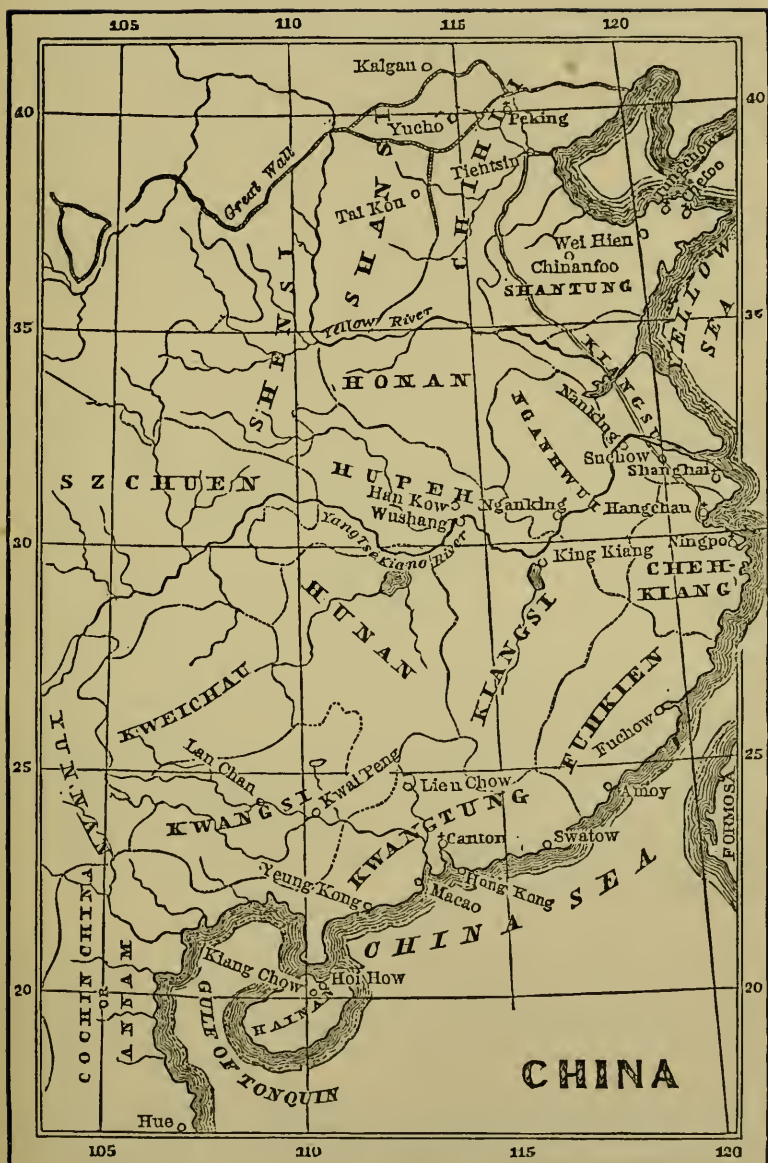 105 110 115 120
Kalgan
40 40
Yucho
Peking
SHANSI
CHIHLI
Tientsin
Great Wall
Tungchow
Chefoo
Tai Kou
Wei Hien
Chinanfoo
SHANTUNG
YELLOW
SEA
SHENSI
35 35
Yellow River
HONAN
KIANGSU
NGANHWUI
Nanking
Suchow
Shanghai
SZCHUEN
HUPEH
Han Kow
Wushang
Nganking
Hangchau
Yang Tse Kiang River
30
Ningpo
King Kiang
CHEH-
KIANG
HUNAN
KIANGSI
KWEICHAU
FUHKIEN
YUNNAN
Fuchow
Lan Chan
Kwai Peng
25 25
Lien Chow
Amoy
KWANGSI
KWANGTUNG
FORMOSA
Canton
Swatow
Yeung Kong
Hong Kong
Macao
CHINA SEA
COCHIN CHINA
OR
ANNAM
Kiang Chow
Hoi How
20 20
HAINAN
GULF OF TONQUIN
CHINA
Hue
105 110 115 120